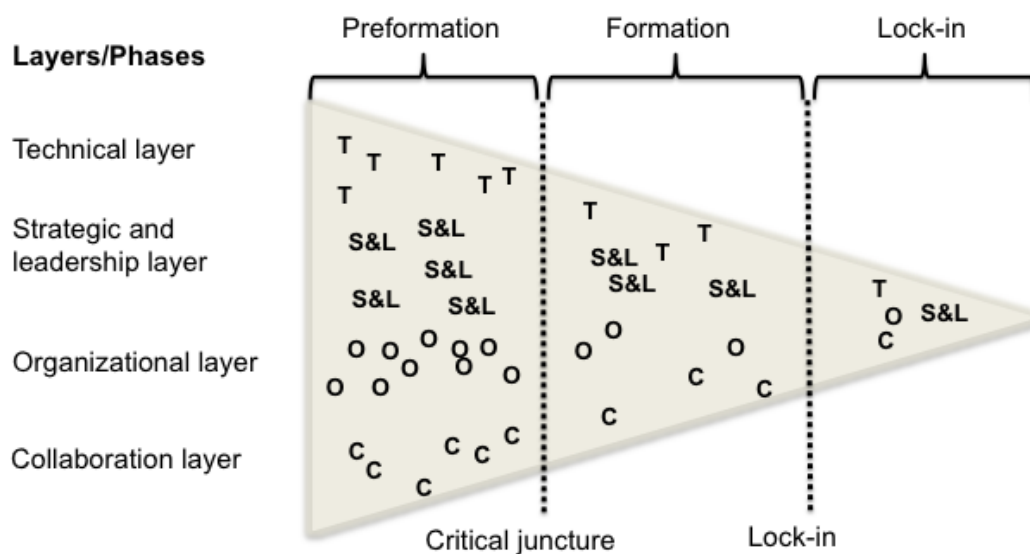 Preformation Formation Lock-in
Layers/Phases
Technical layer
T
T T
T T
T
Strategic and
leadership layer
S&L S&L
S&L
S&L S&L
Organizational layer
O O O O O
O O
O O O
Collaboration layer
C C C
C C
C
T
T
T
S&L
S&L S&L
O
O O
C
C
C
T
O S&L
C
Critical juncture Lock-in